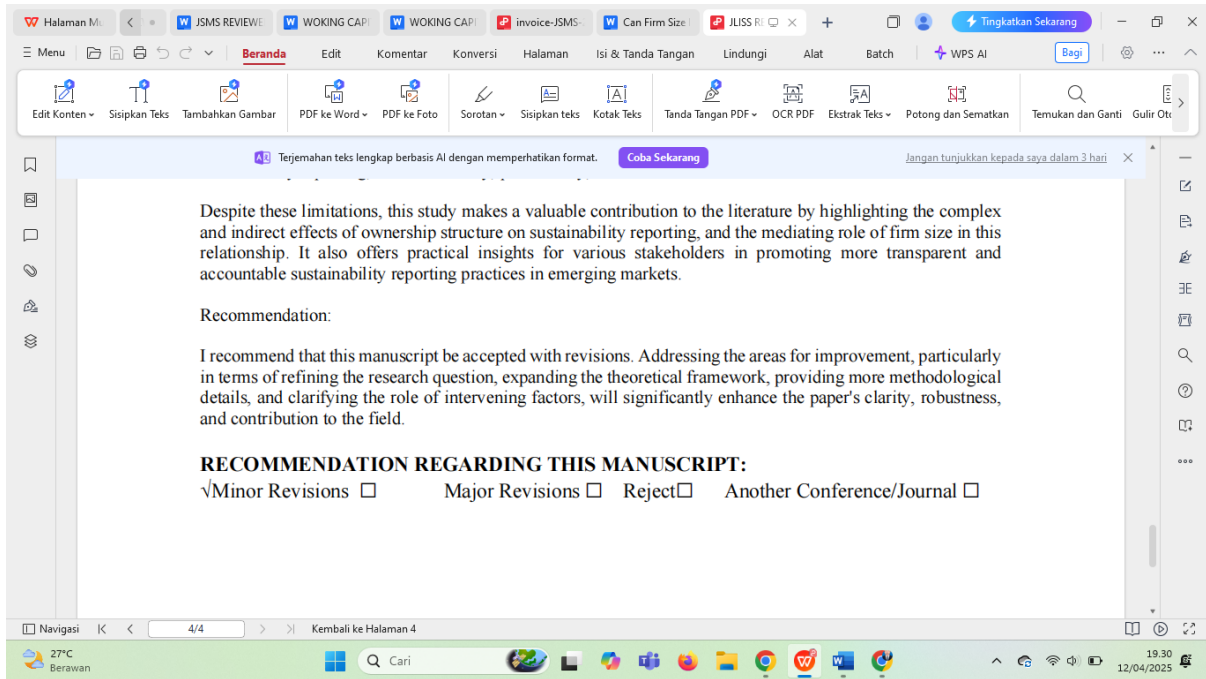 Halaman Mu
JSMS REVIEWE
WOKING CAPI
WOKING CAPI
invoice-JSMS-
Can Firm Size
JLISS RE
Tingkatkan Sekarang
Menu
Beranda
Edit
Komentar
Konversi
Halaman
Isi & Tanda Tangan
Lindungi
Alat
Batch
WPS AI
Bagi
Edit Konten
Sisipkan Teks
Tambahkan Gambar
PDF ke Word
PDF ke Foto
Sorotan
Sisipkan teks
Kotak Teks
Tanda Tangan PDF
OCR PDF
Ekstrak Teks
Potong dan Sematkan
Temukan dan Ganti
Gulir Oto
Terjemahan teks lengkap berbasis AI dengan memperhatikan format.
Coba Sekarang
Jangan tunjukkan kepada saya dalam 3 hari
Despite these limitations, this study makes a valuable contribution to the literature by highlighting the complex
and indirect effects of ownership structure on sustainability reporting, and the mediating role of firm size in this
relationship. It also offers practical insights for various stakeholders in promoting more transparent and
accountable sustainability reporting practices in emerging markets.
Recommendation:
I recommend that this manuscript be accepted with revisions. Addressing the areas for improvement, particularly
in terms of refining the research question, expanding the theoretical framework, providing more methodological
details, and clarifying the role of intervening factors, will significantly enhance the paper's clarity, robustness,
and contribution to the field.
RECOMMENDATION REGARDING THIS MANUSCRIPT:
√Minor Revisions ☐ Major Revisions ☐ Reject☐ Another Conference/Journal ☐
Navigasi
4/4
Kembali ke Halaman 4
27°C
Berawan
Cari
19.30
12/04/2025